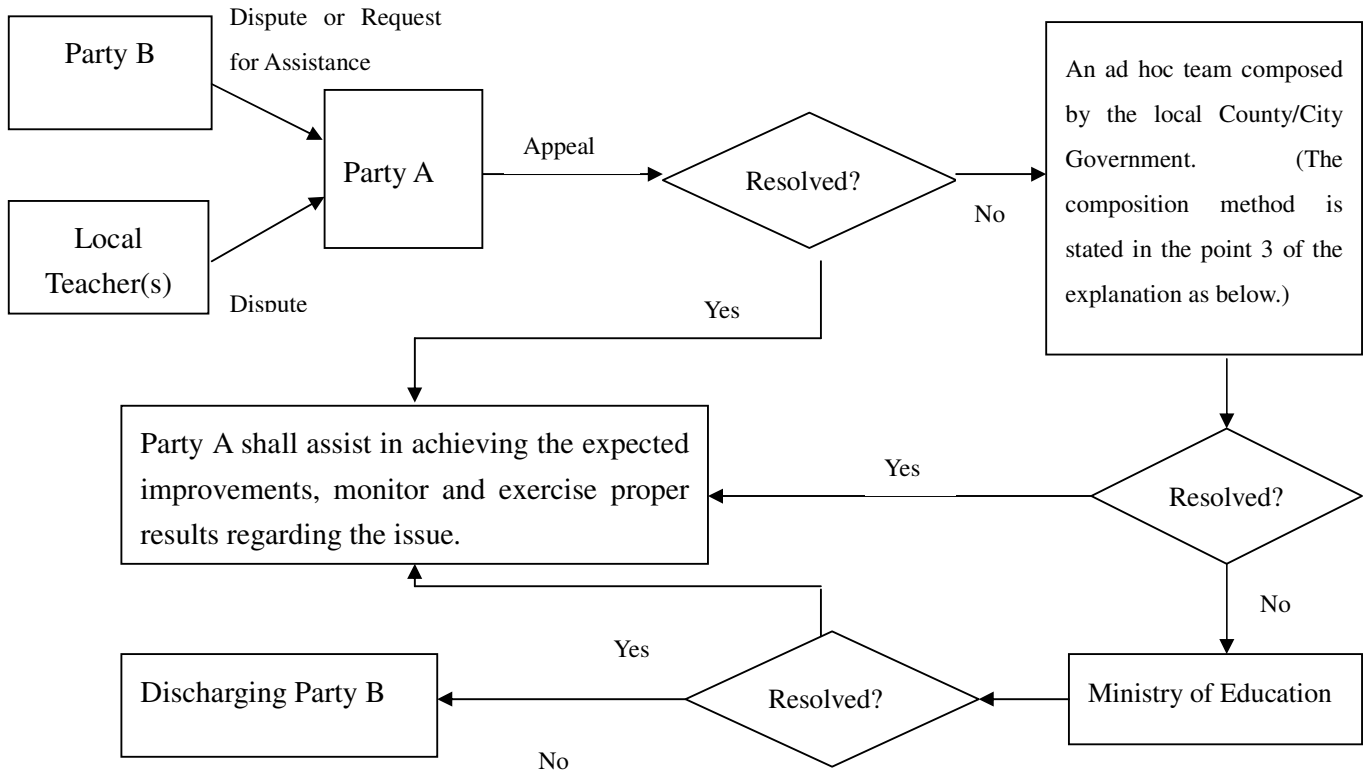 Party B
Dispute or Request
for Assistance
Local
Teacher(s)
Dispute
Party A
Appeal
Resolved?
No
Yes
An ad hoc team composed
by the local County/City
Government. (The
composition method is
stated in the point 3 of the
explanation as below.)
Party A shall assist in achieving the expected
improvements, monitor and exercise proper
results regarding the issue.
Yes
Resolved?
No
Ministry of Education
Resolved?
Yes
No
Discharging Party B